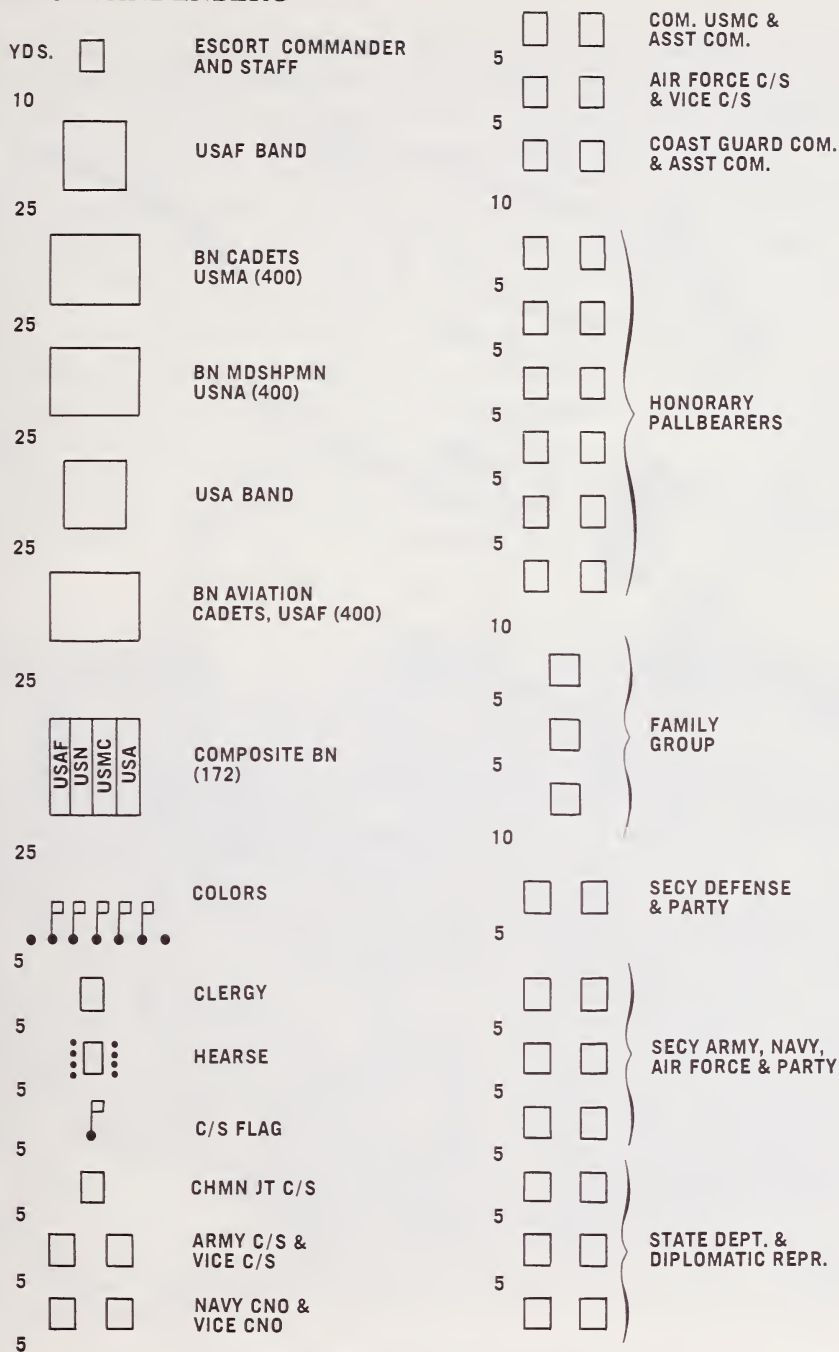 YDS.
ESCORT COMMANDER
AND STAFF
10
USAF BAND
25
BN CADETS
USMA (400)
25
BN MDSHPMN
USNA (400)
25
USA BAND
25
BN AVIATION
CADETS, USAF (400)
25
USAF
USN
USMC
USA
COMPOSITE BN
(172)
25
COLORS
5
CLERGY
5
HEARSE
5
C/S FLAG
5
CHMN JT C/S
5
ARMY C/S &
VICE C/S
5
NAVY CNO &
VICE CNO
5
COM. USMC &
ASST COM.
5
AIR FORCE C/S
& VICE C/S
5
COAST GUARD COM.
& ASST COM.
10
5
5
5
HONORARY
PALLBEARERS
5
5
10
5
FAMILY
GROUP
5
10
SECY DEFENSE
& PARTY
5
5
SECY ARMY, NAVY,
AIR FORCE & PARTY
5
5
5
STATE DEPT. &
DIPLOMATIC REPR.
5